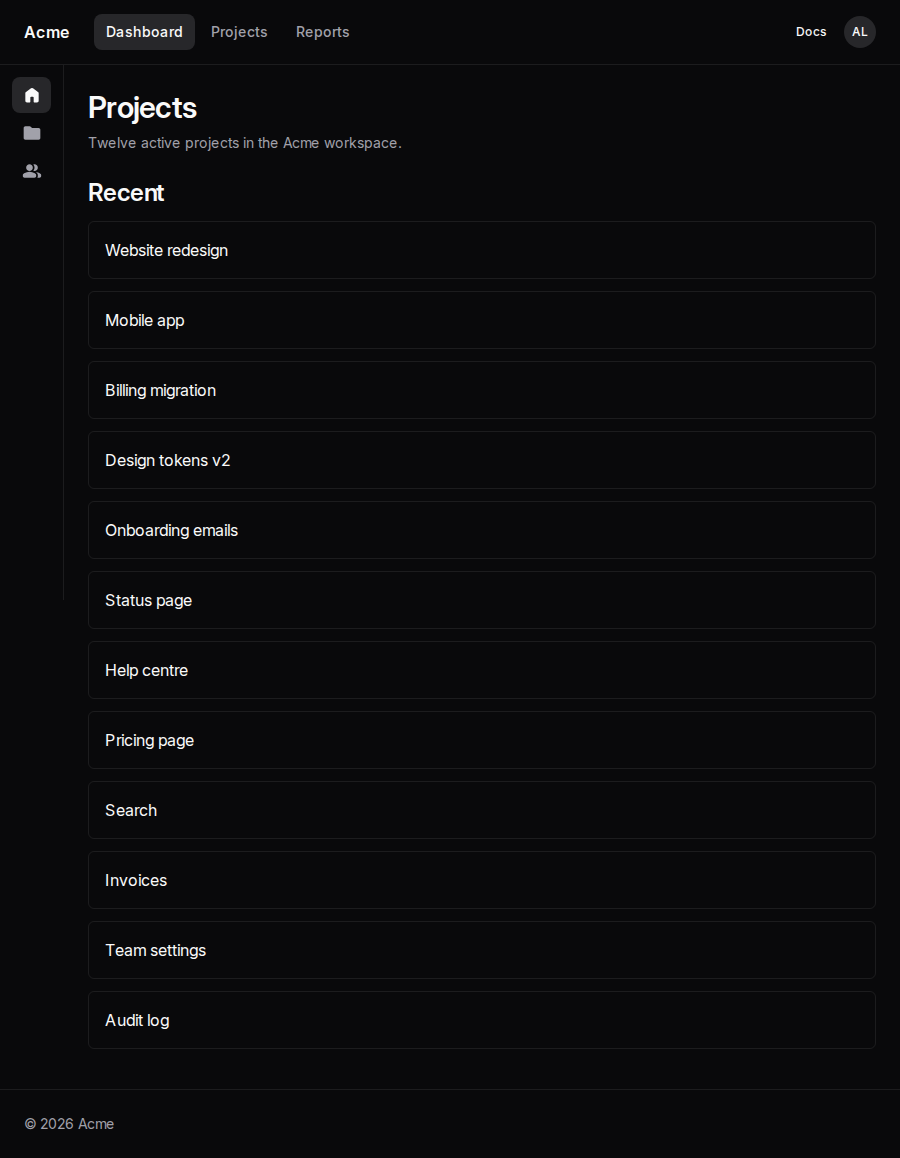 Acme Dashboard Projects Reports Docs AL
Projects
Twelve active projects in the Acme workspace.
Recent
Website redesign
Mobile app
Billing migration
Design tokens v2
Onboarding emails
Status page
Help centre
Pricing page
Search
Invoices
Team settings
Audit log
© 2026 Acme